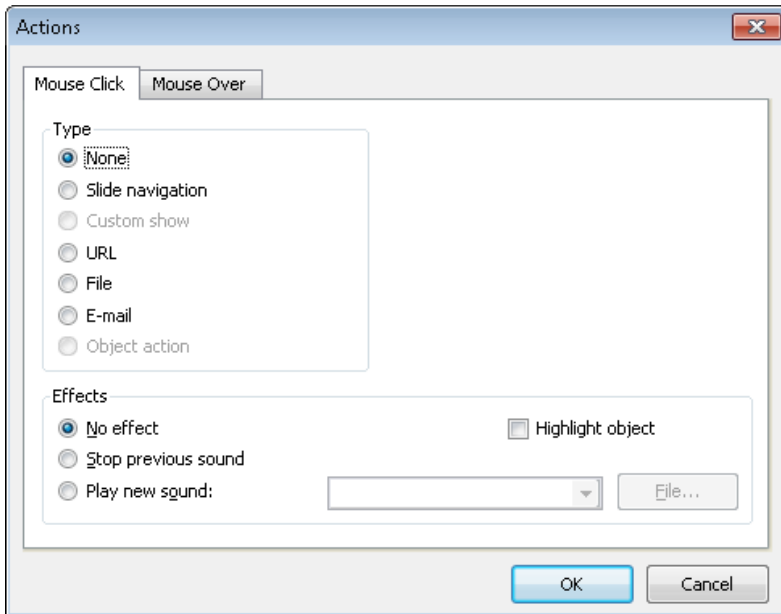 Actions
Mouse Click Mouse Over
Type
None
Slide navigation
Custom show
URL
File
E-mail
Object action
Effects
No effect Highlight object
Stop previous sound
Play new sound: File...
OK Cancel